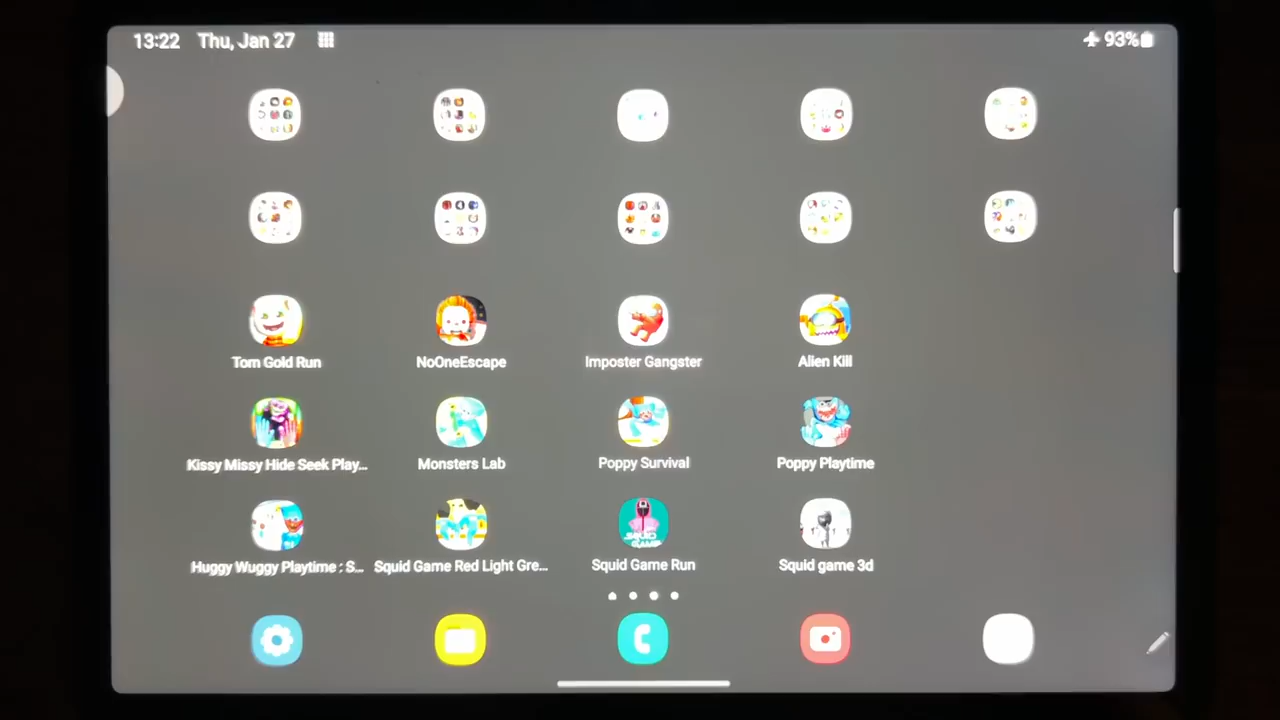 13:22 Thu, Jan 27 93%
Tom Gold Run NoOneEscape Imposter Gangster Alien Kill
Kissy Missy Hide Seek Play... Monsters Lab Poppy Survival Poppy Playtime
SQUID
GAME
Huggy Wuggy Playtime : S... Squid Game Red Light Gre... Squid Game Run Squid game 3d